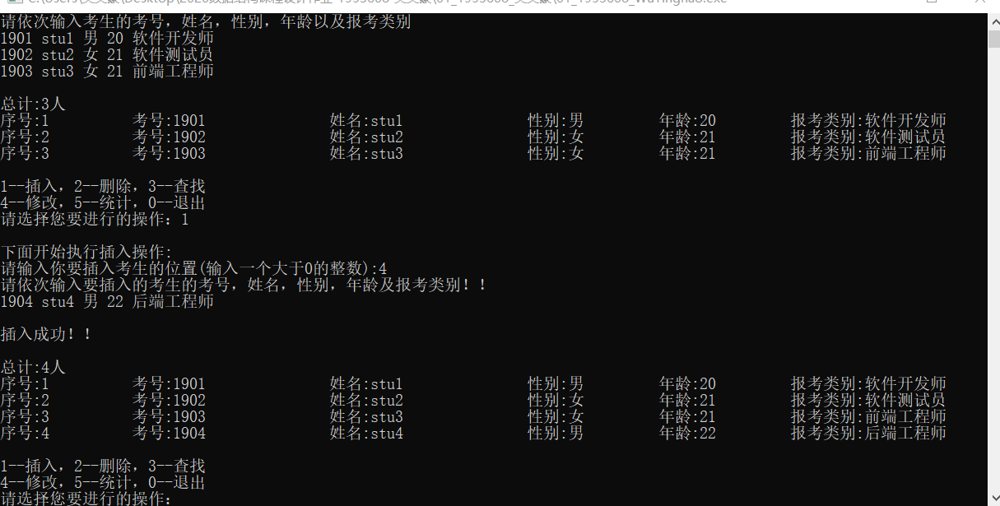 请依次输入考生的考号，姓名，性别，年龄以及报考类别
1901 stu1 男 20 软件开发师
1902 stu2 女 21 软件测试员
1903 stu3 女 21 前端工程师
总计:3人
序号:1 考号:1901 姓名:stu1 性别:男 年龄:20 报考类别:软件开发师
序号:2 考号:1902 姓名:stu2 性别:女 年龄:21 报考类别:软件测试员
序号:3 考号:1903 姓名:stu3 性别:女 年龄:21 报考类别:前端工程师
1--插入，2--删除，3--查找
4--修改，5--统计，0--退出
请选择您要进行的操作：1
下面开始执行插入操作:
请输入你要插入考生的位置(输入一个大于0的整数):4
请依次输入要插入的考生的考号，姓名，性别，年龄及报考类别！！
1904 stu4 男 22 后端工程师
插入成功！！
总计:4人
序号:1 考号:1901 姓名:stu1 性别:男 年龄:20 报考类别:软件开发师
序号:2 考号:1902 姓名:stu2 性别:女 年龄:21 报考类别:软件测试员
序号:3 考号:1903 姓名:stu3 性别:女 年龄:21 报考类别:前端工程师
序号:4 考号:1904 姓名:stu4 性别:男 年龄:22 报考类别:后端工程师
1--插入，2--删除，3--查找
4--修改，5--统计，0--退出
请选择您要进行的操作：